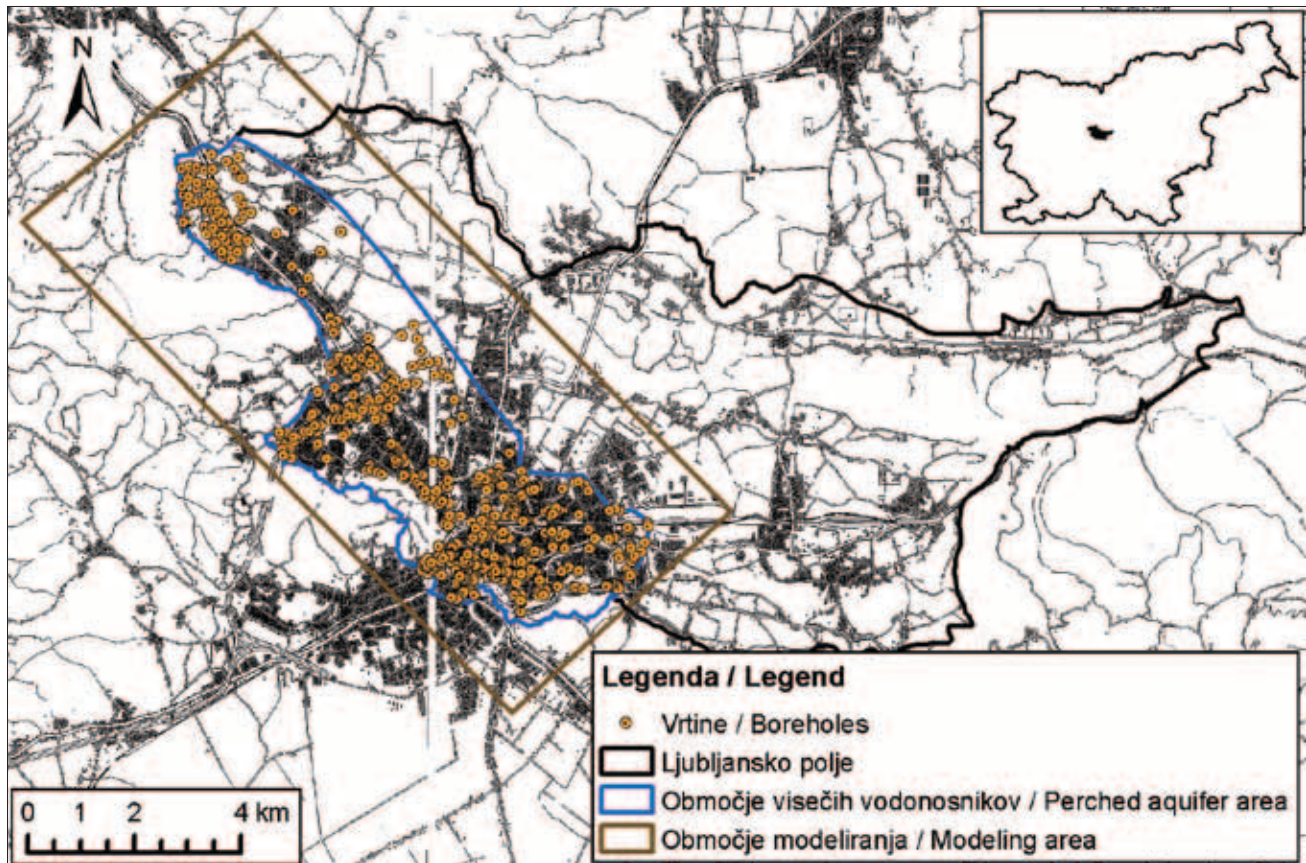 N
Legenda / Legend
Vrtine / Boreholes
Ljubljansko polje
Območje visečih vodonosnikov / Perched aquifer area
Območje modeliranja / Modeling area
0 1 2 4 km